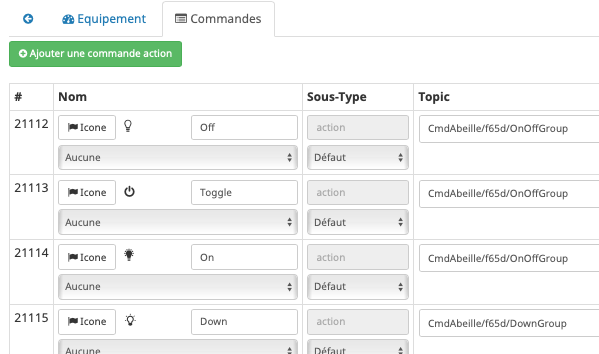 Equipement Commandes
Ajouter une commande action
# Nom Sous-Type Topic
21112 Icone Off action CmdAbeille/f65d/OnOffGroup
Aucune Défaut
21113 Icone Toggle action CmdAbeille/f65d/OnOffGroup
Aucune Défaut
21114 Icone On action CmdAbeille/f65d/OnOffGroup
Aucune Défaut
21115 Icone Down action CmdAbeille/f65d/DownGroup
Aucune Défaut